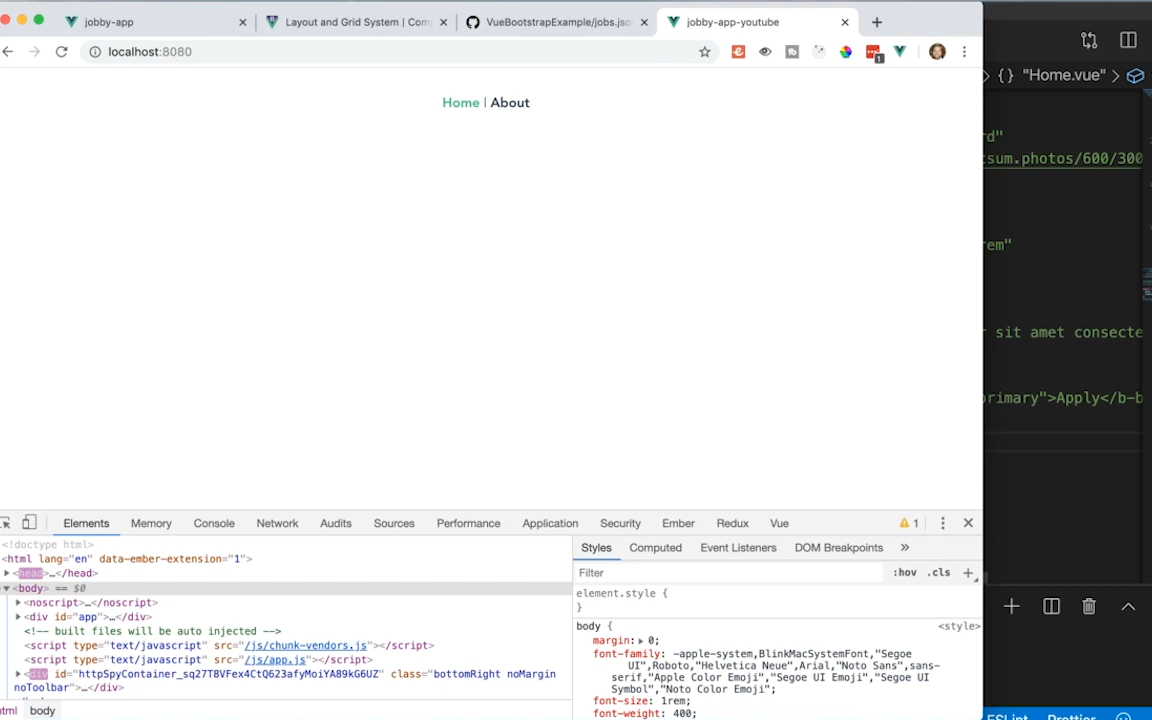 jobby-app
Layout and Grid System | Com
VueBootstrapExample/jobs.jso
jobby-app-youtube
localhost:8080
1
{} "Home.vue"
Home | About
rd"
csum.photos/600/300
rem"
r sit amet consecte
primary">Apply</b-b
Elements Memory Console Network Audits Sources Performance Application Security Ember Redux Vue 1
<!doctype html>
<html lang="en" data-ember-extension="1">
<head>…</head>
<body> == $0
<noscript>…</noscript>
<div id="app">…</div>
<!-- built files will be auto injected -->
<script type="text/javascript" src="/js/chunk-vendors.js"></script>
<script type="text/javascript" src="/js/app.js"></script>
<div id="httpSpyContainer_sq27T8VFex4CtQ623afyMoiYA89kG6UZ" class="bottomRight noMargin
noToolbar">…</div>
html body
Styles Computed Event Listeners DOM Breakpoints »
Filter :hov .cls +
element.style {
}
body { <style>
margin: 0;
font-family: -apple-system,BlinkMacSystemFont,"Segoe
UI",Roboto,"Helvetica Neue",Arial,"Noto Sans",sans-
serif,"Apple Color Emoji","Segoe UI Emoji","Segoe UI
Symbol","Noto Color Emoji";
font-size: 1rem;
font-weight: 400;
ESLint Prettier